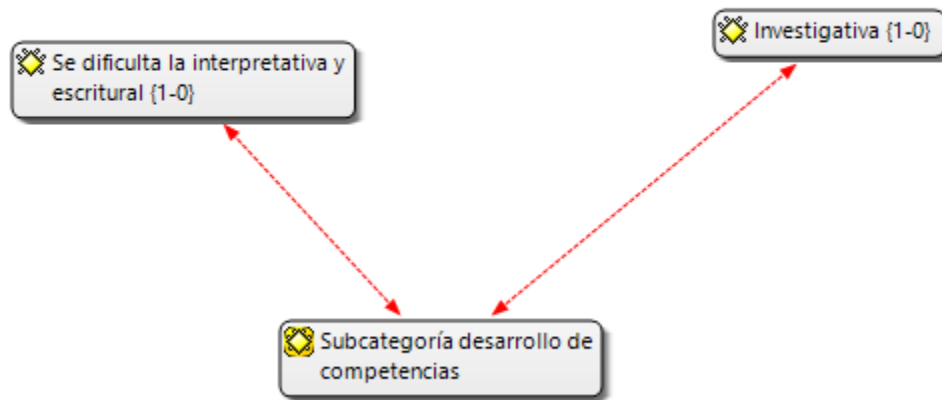 Investigativa {1-0}
Se dificulta la interpretativa y
escritural {1-0}
Subcategoría desarrollo de
competencias